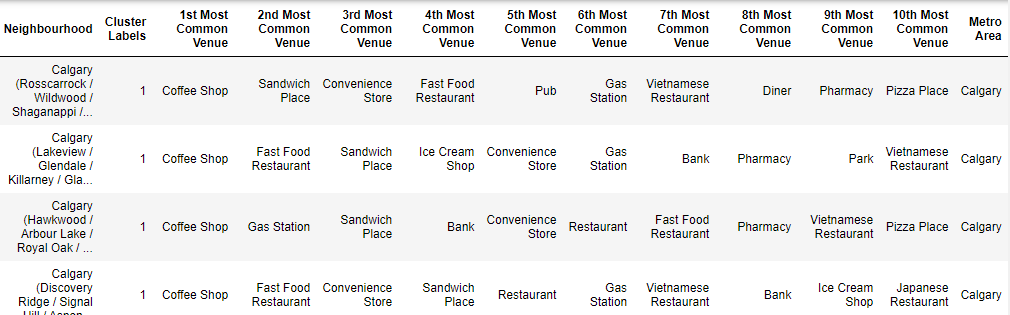 Neighbourhood Cluster Labels 1st Most Common Venue 2nd Most Common Venue 3rd Most Common Venue 4th Most Common Venue 5th Most Common Venue 6th Most Common Venue 7th Most Common Venue 8th Most Common Venue 9th Most Common Venue 10th Most Common Venue Metro Area
Calgary (Rosscarrock / Wildwood / Shaganappi /... 1 Coffee Shop Sandwich Place Convenience Store Fast Food Restaurant Pub Gas Station Vietnamese Restaurant Diner Pharmacy Pizza Place Calgary
Calgary (Lakeview / Glendale / Killarney / Gla... 1 Coffee Shop Fast Food Restaurant Sandwich Place Ice Cream Shop Convenience Store Gas Station Bank Pharmacy Park Vietnamese Restaurant Calgary
Calgary (Hawkwood / Arbour Lake / Royal Oak / ... 1 Coffee Shop Gas Station Sandwich Place Bank Convenience Store Restaurant Fast Food Restaurant Pharmacy Vietnamese Restaurant Pizza Place Calgary
Calgary (Discovery Ridge / Signal Hill / Aspen... 1 Coffee Shop Fast Food Restaurant Convenience Store Sandwich Place Restaurant Gas Station Vietnamese Restaurant Bank Ice Cream Shop Japanese Restaurant Calgary